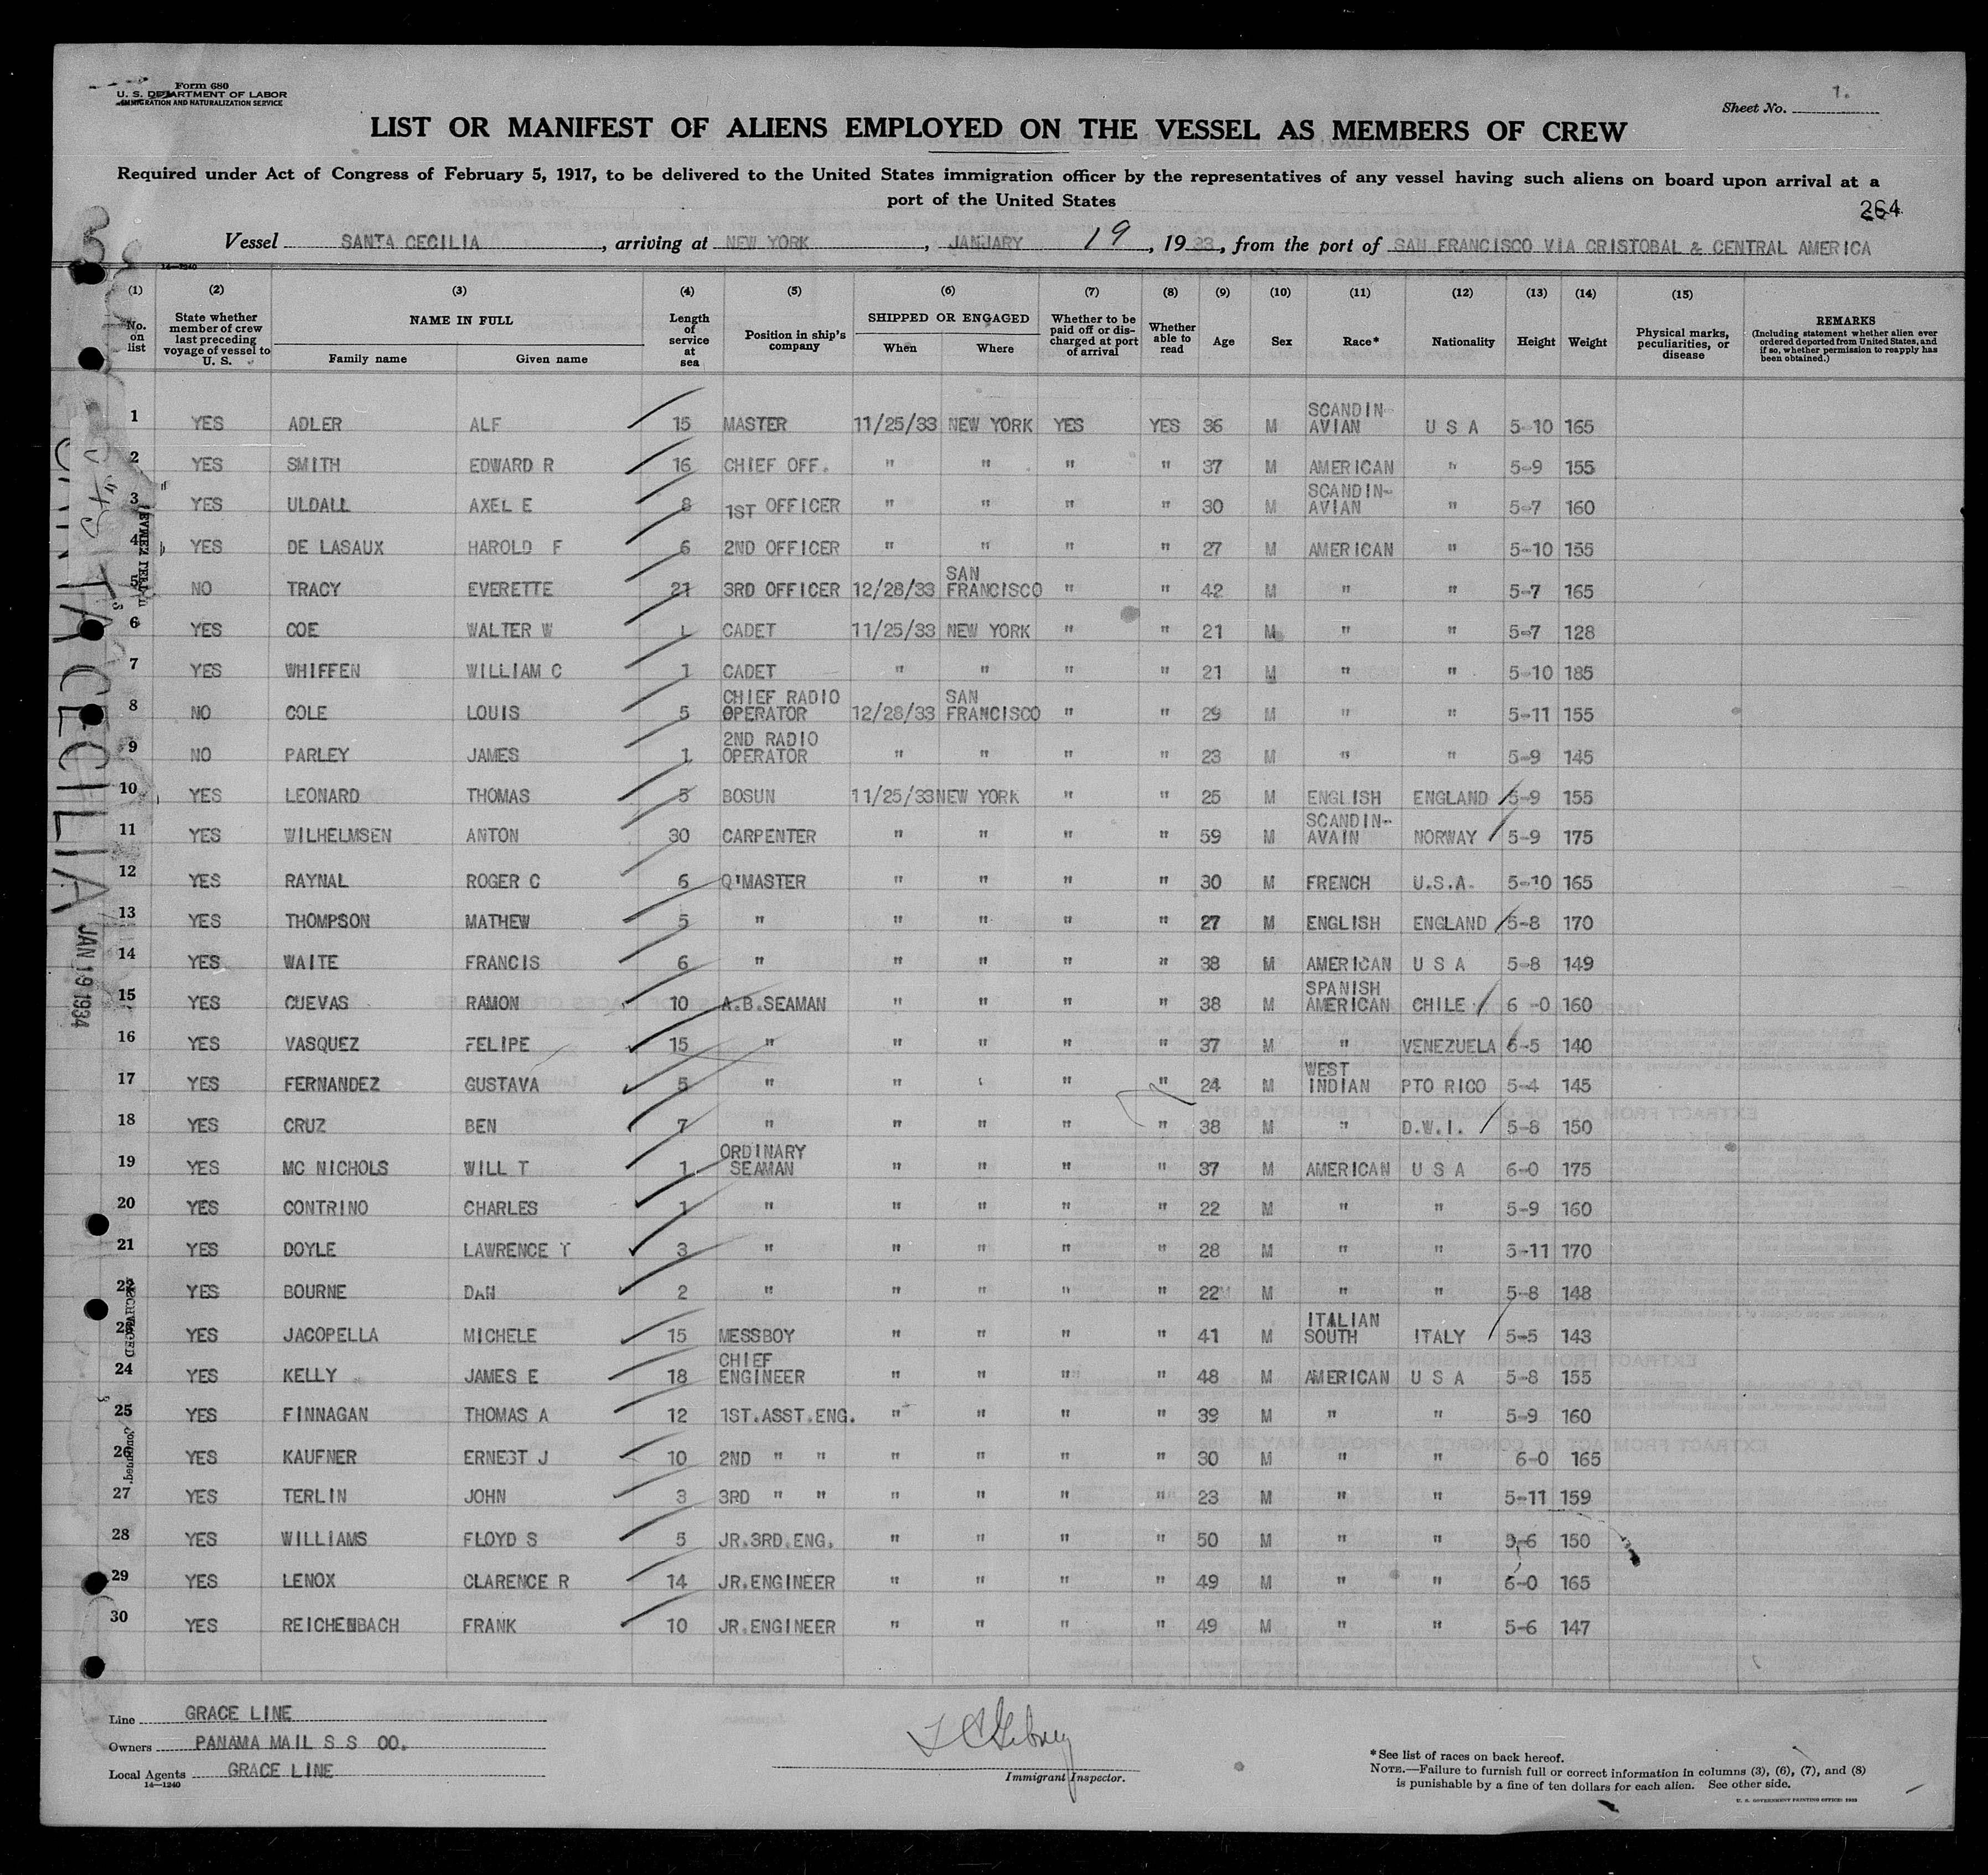 Form 680
U. S. DEPARTMENT OF LABOR
IMMIGRATION AND NATURALIZATION SERVICE
Sheet No. 1.
LIST OR MANIFEST OF ALIENS EMPLOYED ON THE VESSEL AS MEMBERS OF CREW
Required under Act of Congress of February 5, 1917, to be delivered to the United States immigration officer by the representatives of any vessel having such aliens on board upon arrival at a
port of the United States
264
Vessel SANTA CECILIA, arriving at NEW YORK, JANUARY 19, 1933, from the port of SAN FRANCISCO VIA CRISTOBAL & CENTRAL AMERICA
14—1240
(1) (2) (3) (4) (5) (6) (7) (8) (9) (10) (11) (12) (13) (14) (15)
No. on list State whether member of crew last preceding voyage of vessel to U. S. NAME IN FULL Family name Given name Length of service at sea Position in ship's company SHIPPED OR ENGAGED When Where Whether to be paid off or discharged at port of arrival Whether able to read Age Sex Race* Nationality Height Weight Physical marks, peculiarities, or disease REMARKS (Including statement whether alien ever ordered deported from United States, and if so, whether permission to reapply has been obtained.)
1 YES ADLER ALF 15 MASTER 11/25/33 NEW YORK YES YES 36 M SCANDIN-AVIAN U S A 5-10 165
2 YES SMITH EDWARD R 16 CHIEF OFF. " " " " 37 M AMERICAN " 5-9 155
3 YES ULDALL AXEL E 8 1ST OFFICER " " " " 30 M SCANDIN-AVIAN " 5-7 160
4 YES DE LASAUX HAROLD F 6 2ND OFFICER " " " " 27 M AMERICAN " 5-10 155
5 NO TRACY EVERETTE 21 3RD OFFICER 12/28/33 SAN FRANCISCO " " 42 M " " 5-7 165
6 YES COE WALTER W 1 CADET 11/25/33 NEW YORK " " 21 M " " 5-7 128
7 YES WHIFFEN WILLIAM C 1 CADET " " " " 21 M " " 5-10 185
8 NO COLE LOUIS 5 CHIEF RADIO OPERATOR 12/28/33 SAN FRANCISCO " " 29 M " " 5-11 155
9 NO PARLEY JAMES 1 2ND RADIO OPERATOR " " " " 23 M " " 5-9 145
10 YES LEONARD THOMAS 5 BOSUN 11/25/33 NEW YORK " " 25 M ENGLISH ENGLAND 5-9 155
11 YES WILHELMSEN ANTON 30 CARPENTER " " " " 59 M SCANDIN-AVAIN NORWAY 5-9 175
12 YES RAYNAL ROGER C 6 Q'MASTER " " " " 30 M FRENCH U.S.A. 5-10 165
13 YES THOMPSON MATHEW 5 " " " " " 27 M ENGLISH ENGLAND 5-8 170
14 YES WAITE FRANCIS 6 " " " " " 38 M AMERICAN U S A 5-8 149
15 YES CUEVAS RAMON 10 A.B.SEAMAN " " " " 38 M SPANISH AMERICAN CHILE 6-0 160
16 YES VASQUEZ FELIPE 15 " " " " " 37 M " VENEZUELA 6-5 140
17 YES FERNANDEZ GUSTAVA 5 " " " " " 24 M WEST INDIAN PTO RICO 5-4 145
18 YES CRUZ BEN 7 " " " " " 38 M " D.W.I. 5-8 150
19 YES MC NICHOLS WILL T 1 ORDINARY SEAMAN " " " " 37 M AMERICAN U S A 6-0 175
20 YES CONTRINO CHARLES 1 " " " " " 22 M " " 5-9 160
21 YES DOYLE LAWRENCE T 3 " " " " " 28 M " " 5-11 170
22 YES BOURNE DAN 2 " " " " " 22 M " " 5-8 148
23 YES JACOPELLA MICHELE 15 MESSBOY " " " " 41 M ITALIAN SOUTH ITALY 5-5 143
24 YES KELLY JAMES E 18 CHIEF ENGINEER " " " " 48 M AMERICAN U S A 5-8 155
25 YES FINNAGAN THOMAS A 12 1ST.ASST.ENG. " " " " 39 M " " 5-9 160
26 YES KAUFNER ERNEST J 10 2ND " " " " " " 30 M " " 6-0 165
27 YES TERLIN JOHN 3 3RD " " " " " " 23 M " " 5-11 159
28 YES WILLIAMS FLOYD S 5 JR.3RD.ENG. " " " " 50 M " " 5-6 150
29 YES LENOX CLARENCE R 14 JR.ENGINEER " " " " 49 M " " 6-0 165
30 YES REICHENBACH FRANK 10 JR.ENGINEER " " " " 49 M " " 5-6 147
SANTA CECILIA
JAN 19 1934
Line GRACE LINE
Owners PANAMA MAIL S S CO.
Local Agents GRACE LINE
14—1240
Immigrant Inspector.
*See list of races on back hereof.
NOTE.—Failure to furnish full or correct information in columns (3), (6), (7), and (8)
is punishable by a fine of ten dollars for each alien. See other side.
U. S. GOVERNMENT PRINTING OFFICE: 1933